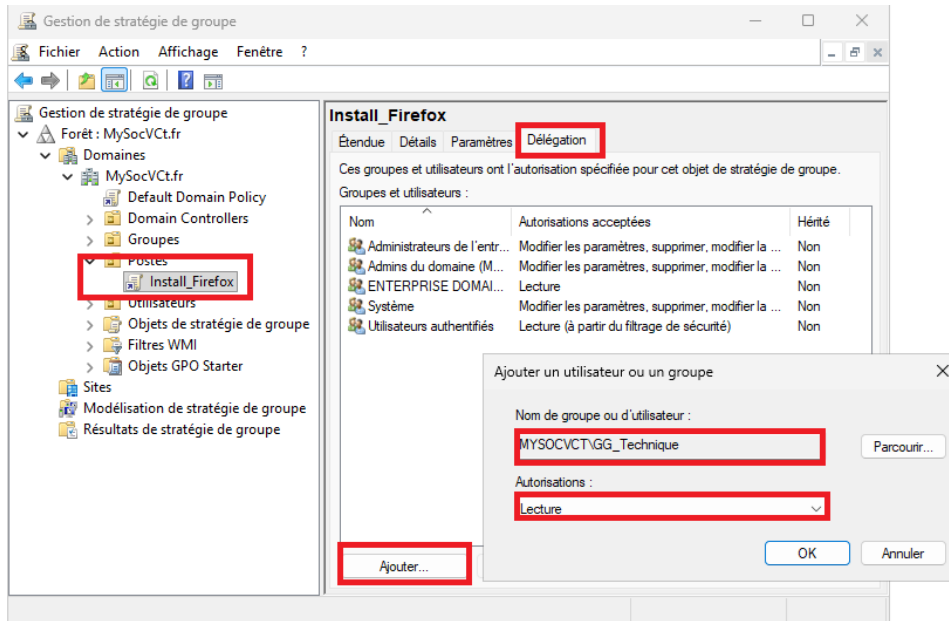 Gestion de stratégie de groupe
Fichier Action Affichage Fenêtre ?
Gestion de stratégie de groupe
Forêt : MySocVCt.fr
Domaines
MySocVCt.fr
Default Domain Policy
Domain Controllers
Groupes
Postes
Install_Firefox
Utilisateurs
Objets de stratégie de groupe
Filtres WMI
Objets GPO Starter
Sites
Modélisation de stratégie de groupe
Résultats de stratégie de groupe
Install_Firefox
Étendue Détails Paramètres Délégation
Ces groupes et utilisateurs ont l'autorisation spécifiée pour cet objet de stratégie de groupe.
Groupes et utilisateurs :
Nom Autorisations acceptées Hérité
Administrateurs de l'entr... Modifier les paramètres, supprimer, modifier la ... Non
Admins du domaine (M... Modifier les paramètres, supprimer, modifier la ... Non
ENTERPRISE DOMAI... Lecture Non
Système Modifier les paramètres, supprimer, modifier la ... Non
Utilisateurs authentifiés Lecture (à partir du filtrage de sécurité) Non
Ajouter...
Ajouter un utilisateur ou un groupe
Nom de groupe ou d'utilisateur :
MYSOCVCT\GG_Technique Parcourir...
Autorisations :
Lecture
OK Annuler